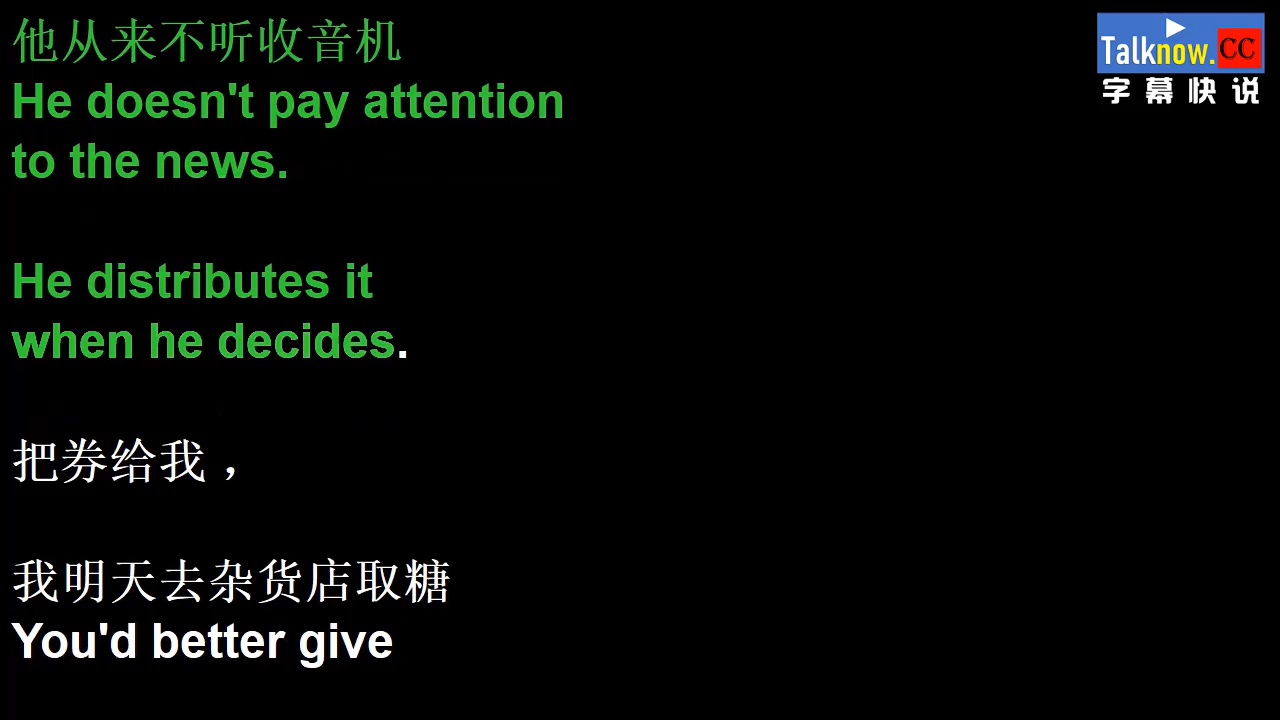 他从来不听收音机
He doesn't pay attention
to the news.
He distributes it
when he decides.
把券给我，
我明天去杂货店取糖
You'd better give
Talknow.CC
字幕快说